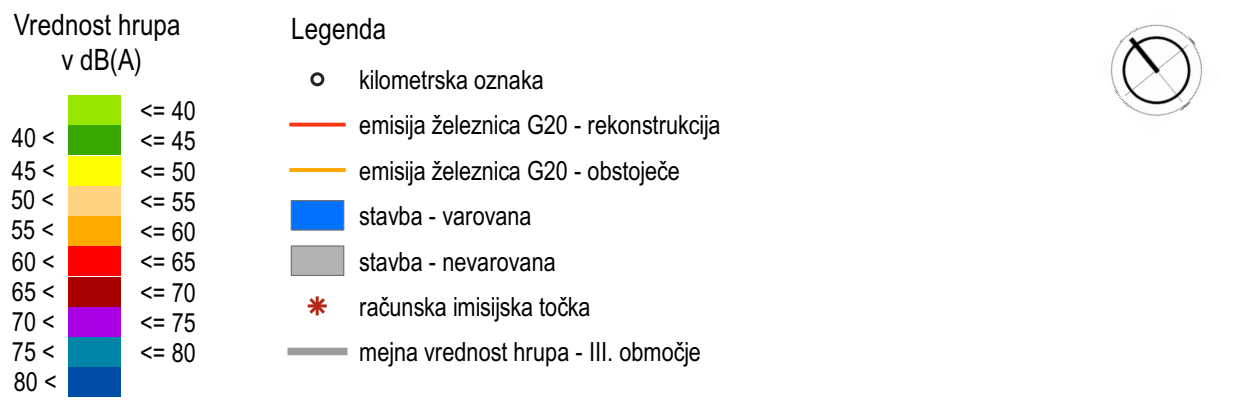 Vrednost hrupa
v dB(A)
<= 40
40 < <= 45
45 < <= 50
50 < <= 55
55 < <= 60
60 < <= 65
65 < <= 70
70 < <= 75
75 < <= 80
80 <
Legenda
kilometrska oznaka
emisija železnica G20 - rekonstrukcija
emisija železnica G20 - obstoječe
stavba - varovana
stavba - nevarovana
računska imisijska točka
mejna vrednost hrupa - III. območje